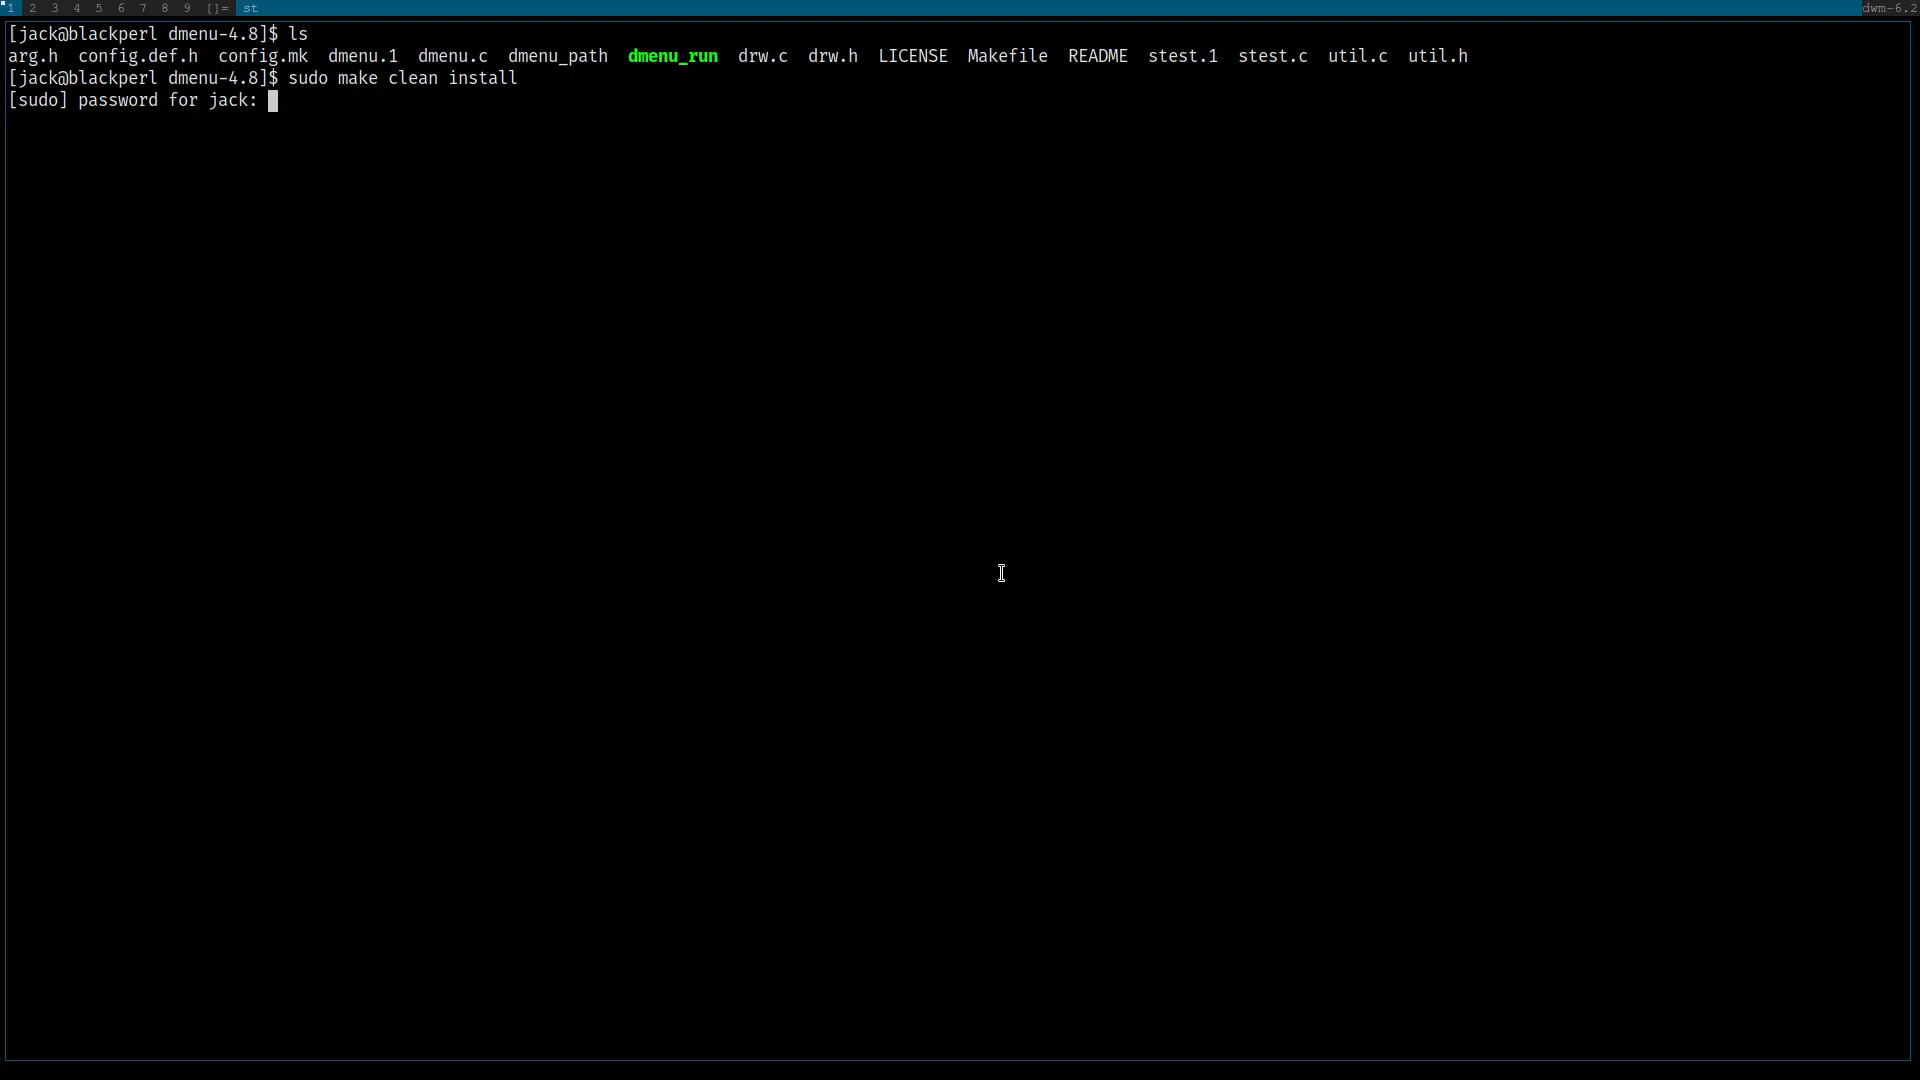 1 2 3 4 5 6 7 8 9 []= st dwm-6.2
[jack@blackperl dmenu-4.8]$ ls
arg.h config.def.h config.mk dmenu.1 dmenu.c dmenu_path dmenu_run drw.c drw.h LICENSE Makefile README stest.1 stest.c util.c util.h
[jack@blackperl dmenu-4.8]$ sudo make clean install
[sudo] password for jack: